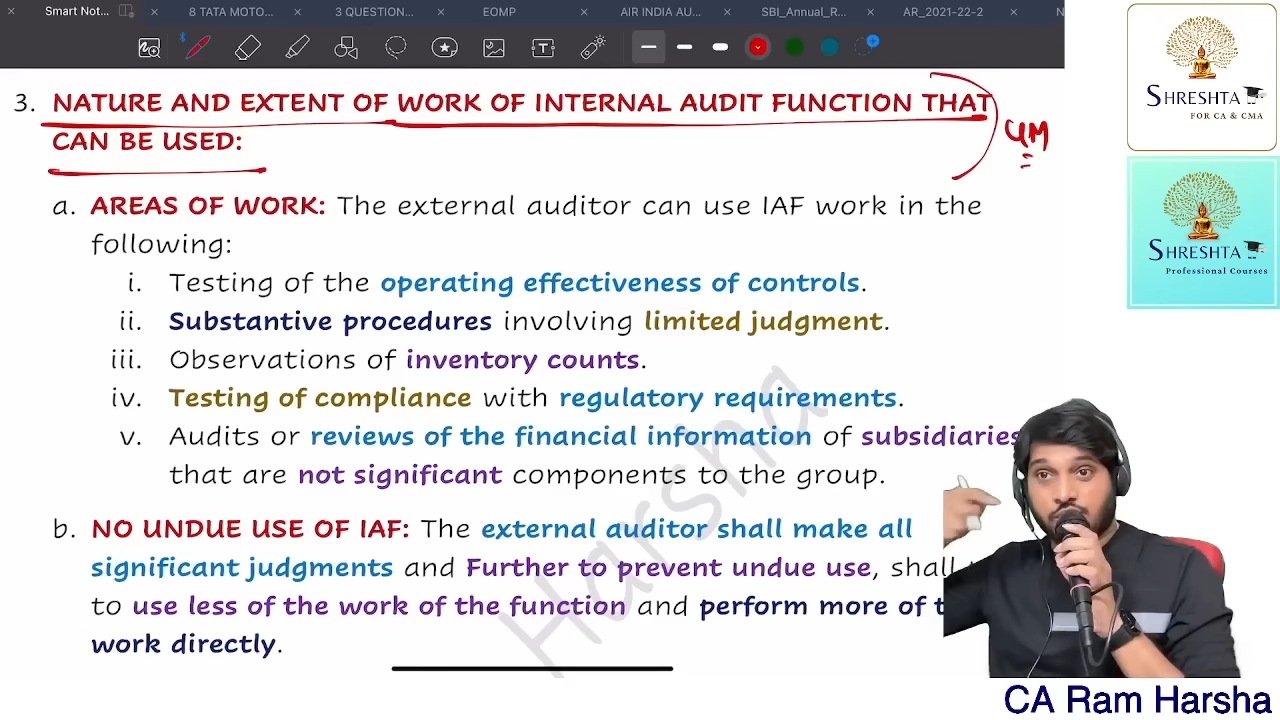 Smart Not...
8 TATA MOTO...
3 QUESTION...
EOMP
AIR INDIA AU...
SBI_Annual_R...
AR_2021-22-2
N
SHRESHTA
FOR CA & CMA
3. NATURE AND EXTENT OF WORK OF INTERNAL AUDIT FUNCTION THAT
CAN BE USED:
4M
a. AREAS OF WORK: The external auditor can use IAF work in the
following:
i. Testing of the operating effectiveness of controls.
ii. Substantive procedures involving limited judgment.
iii. Observations of inventory counts.
iv. Testing of compliance with regulatory requirements.
v. Audits or reviews of the financial information of subsidiaries
that are not significant components to the group.
b. NO UNDUE USE OF IAF: The external auditor shall make all
significant judgments and Further to prevent undue use, shall
to use less of the work of the function and perform more of
work directly.
Harsha
SHRESHTA
Professional Courses
CA Ram Harsha